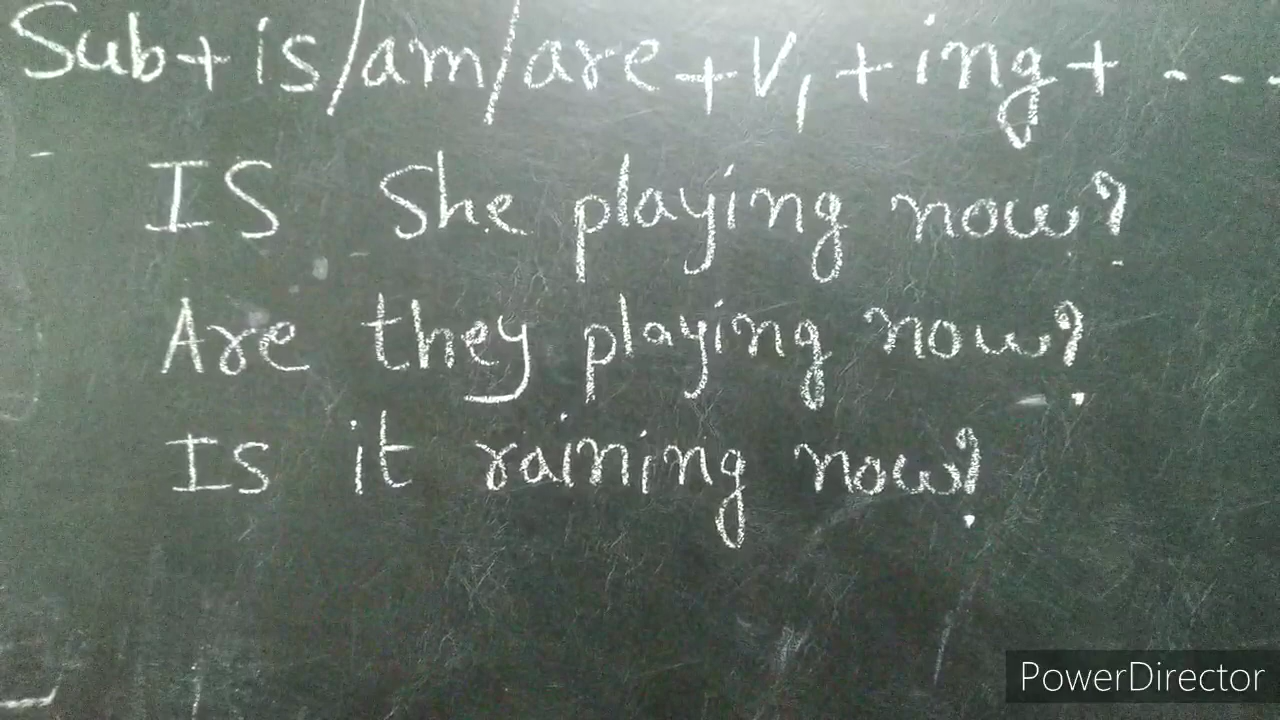 Sub + is/am/are + V1 + ing + ----
IS She playing now?
Are they playing now?
Is it raining now?
PowerDirector